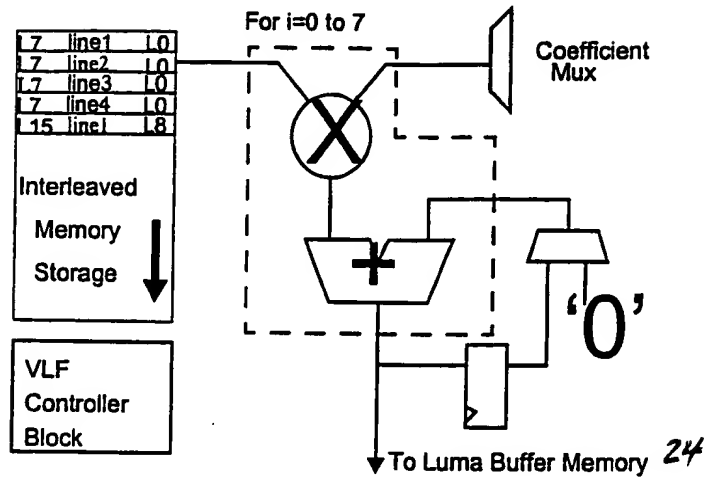 For i=0 to 7
L7 line1 L0
L7 line2 L0
L7 line3 L0
L7 line4 L0
L15 line1 L8
Coefficient
Mux
Interleaved
Memory
Storage
+
'0'
VLF
Controller
Block
To Luma Buffer Memory 24